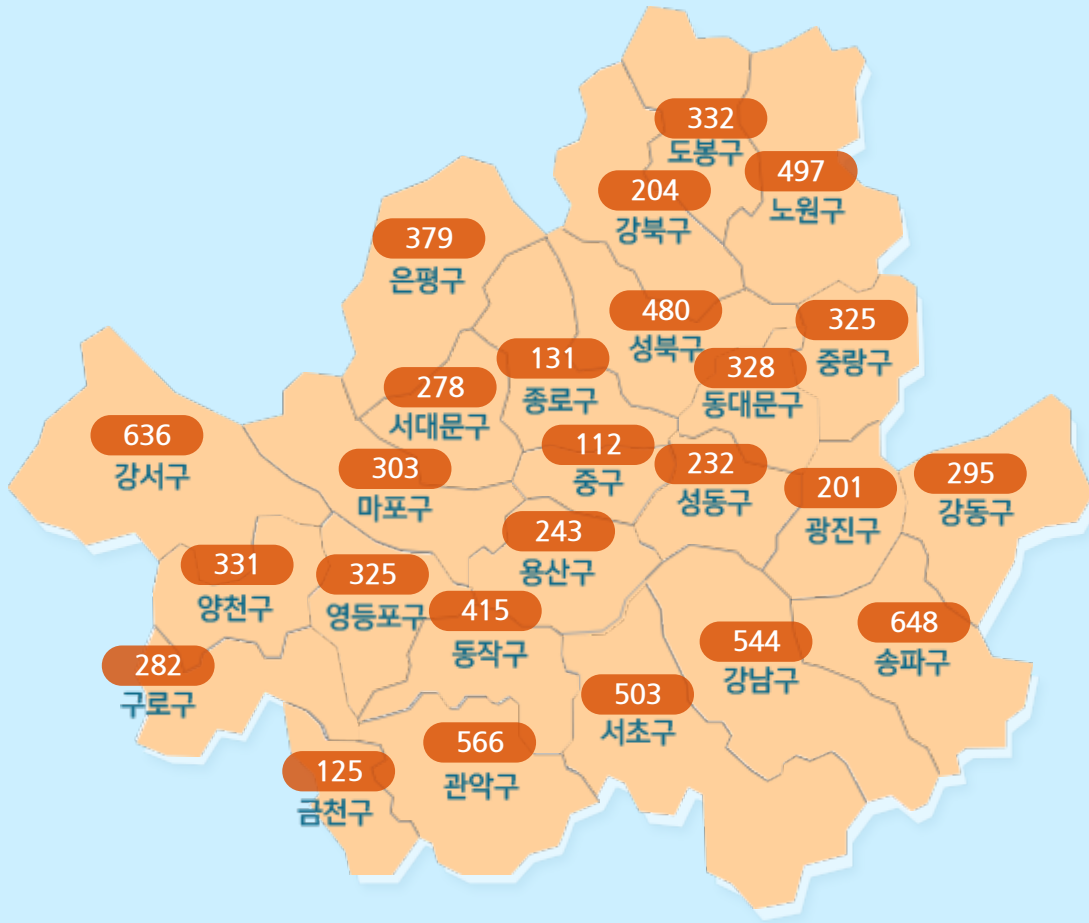 332
도봉구
497
노원구
204
강북구
379
은평구
480
성북구
325
중랑구
131
종로구
328
동대문구
278
서대문구
636
강서구
303
마포구
112
중구
232
성동구
201
광진구
295
강동구
243
용산구
331
양천구
325
영등포구
415
동작구
544
강남구
648
송파구
282
구로구
503
서초구
566
관악구
125
금천구